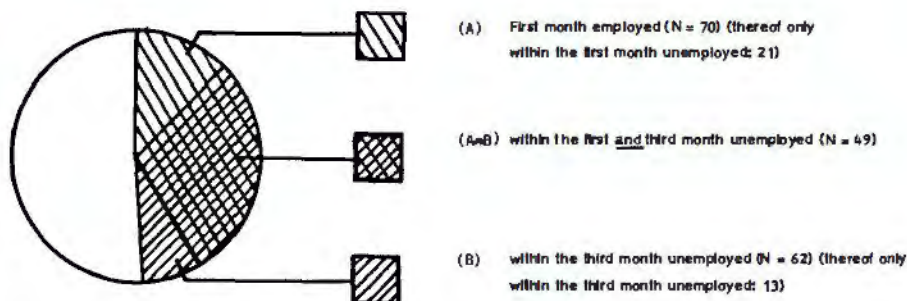 (A) First month employed (N = 70) (thereof only
within the first month unemployed: 21)
(A∞B) within the first and third month unemployed (N = 49)
(B) within the third month unemployed (N = 62) (thereof only
within the third month unemployed: 13)